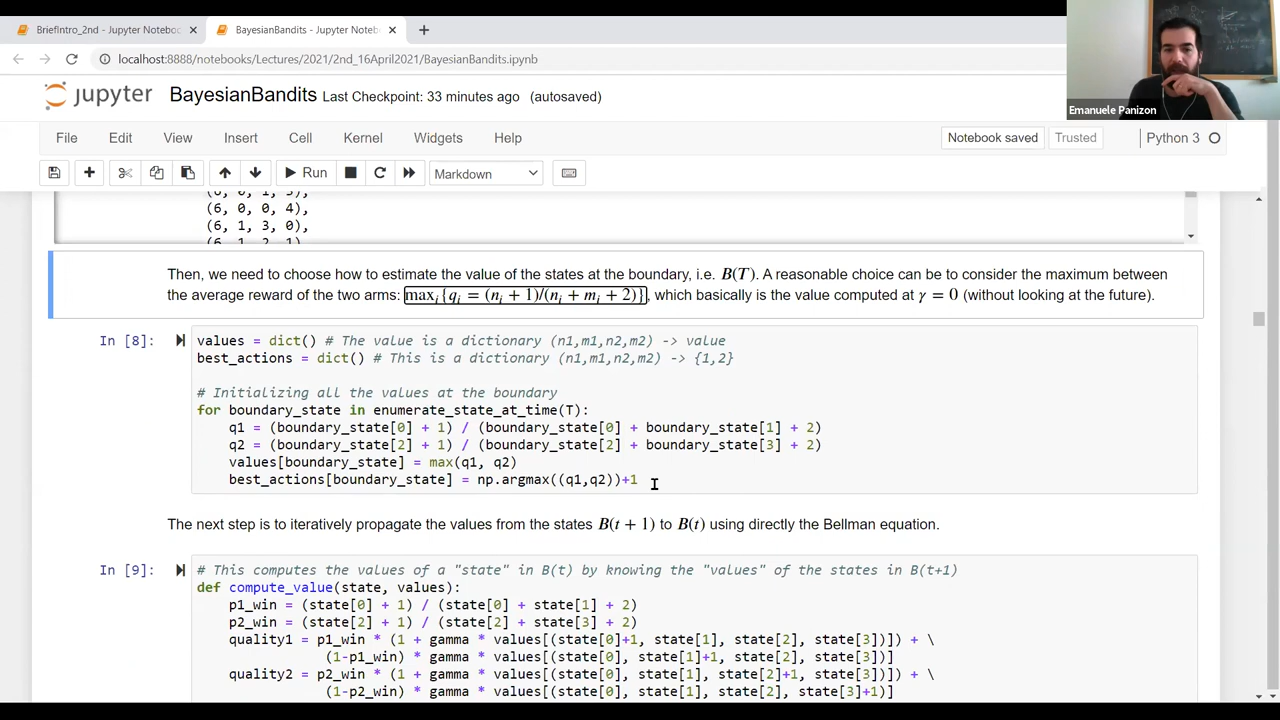 BriefIntro_2nd - Jupyter Noteboo
BayesianBandits - Jupyter Noteb
localhost:8888/notebooks/Lectures/2021/2nd_16April2021/BayesianBandits.ipynb
Emanuele Panizon
jupyter BayesianBandits Last Checkpoint: 33 minutes ago (autosaved)
File Edit View Insert Cell Kernel Widgets Help Notebook saved Trusted Python 3
Run Markdown
(6, 0, 1, 3),
(6, 0, 0, 4),
(6, 1, 3, 0),
(6, 1, 2, 1)
Then, we need to choose how to estimate the value of the states at the boundary, i.e. B(T). A reasonable choice can be to consider the maximum between
the average reward of the two arms: max_i{q_i = (n_i + 1)/(n_i + m_i + 2)}, which basically is the value computed at γ = 0 (without looking at the future).
In [8]: values = dict() # The value is a dictionary (n1,m1,n2,m2) -> value
best_actions = dict() # This is a dictionary (n1,m1,n2,m2) -> {1,2}
# Initializing all the values at the boundary
for boundary_state in enumerate_state_at_time(T):
q1 = (boundary_state[0] + 1) / (boundary_state[0] + boundary_state[1] + 2)
q2 = (boundary_state[2] + 1) / (boundary_state[2] + boundary_state[3] + 2)
values[boundary_state] = max(q1, q2)
best_actions[boundary_state] = np.argmax((q1,q2))+1
The next step is to iteratively propagate the values from the states B(t + 1) to B(t) using directly the Bellman equation.
In [9]: # This computes the values of a "state" in B(t) by knowing the "values" of the states in B(t+1)
def compute_value(state, values):
p1_win = (state[0] + 1) / (state[0] + state[1] + 2)
p2_win = (state[2] + 1) / (state[2] + state[3] + 2)
quality1 = p1_win * (1 + gamma * values[(state[0]+1, state[1], state[2], state[3])]) + \
(1-p1_win) * gamma * values[(state[0], state[1]+1, state[2], state[3])]
quality2 = p2_win * (1 + gamma * values[(state[0], state[1], state[2]+1, state[3])]) + \
(1-p2_win) * gamma * values[(state[0], state[1], state[2], state[3]+1)]